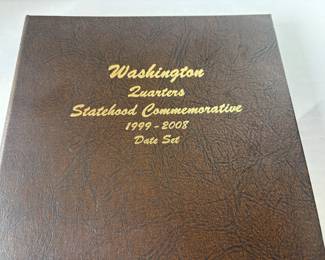 Washington
Quarters
Statehood Commemorative
1999-2008
Date Set